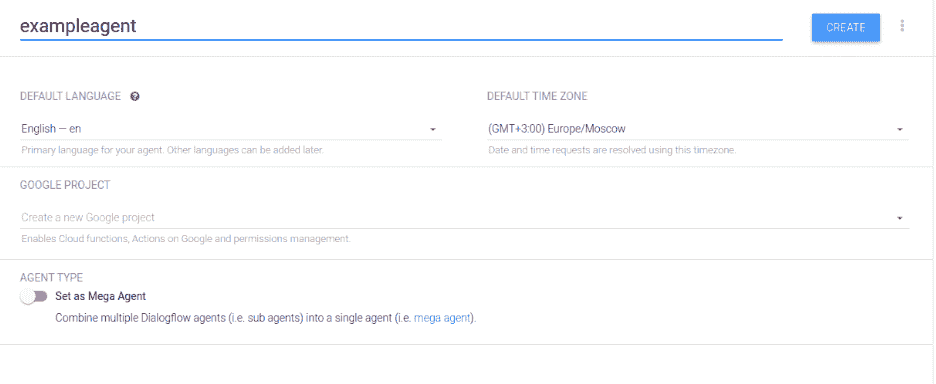 exampleagent
CREATE
DEFAULT LANGUAGE
DEFAULT TIME ZONE
English — en
(GMT+3:00) Europe/Moscow
Primary language for your agent. Other languages can be added later.
Date and time requests are resolved using this timezone.
GOOGLE PROJECT
Create a new Google project
Enables Cloud functions, Actions on Google and permissions management.
AGENT TYPE
Set as Mega Agent
Combine multiple Dialogflow agents (i.e. sub agents) into a single agent (i.e. mega agent).